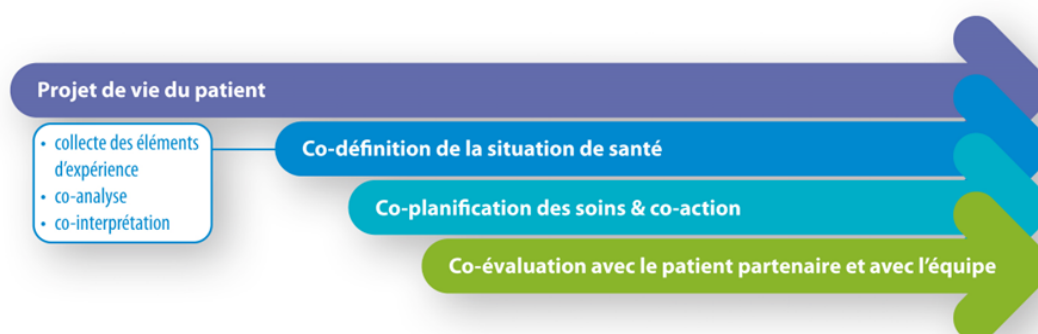 Projet de vie du patient
• collecte des éléments
d’expérience
• co-analyse
• co-interprétation
Co-définition de la situation de santé
Co-planification des soins & co-action
Co-évaluation avec le patient partenaire et avec l’équipe